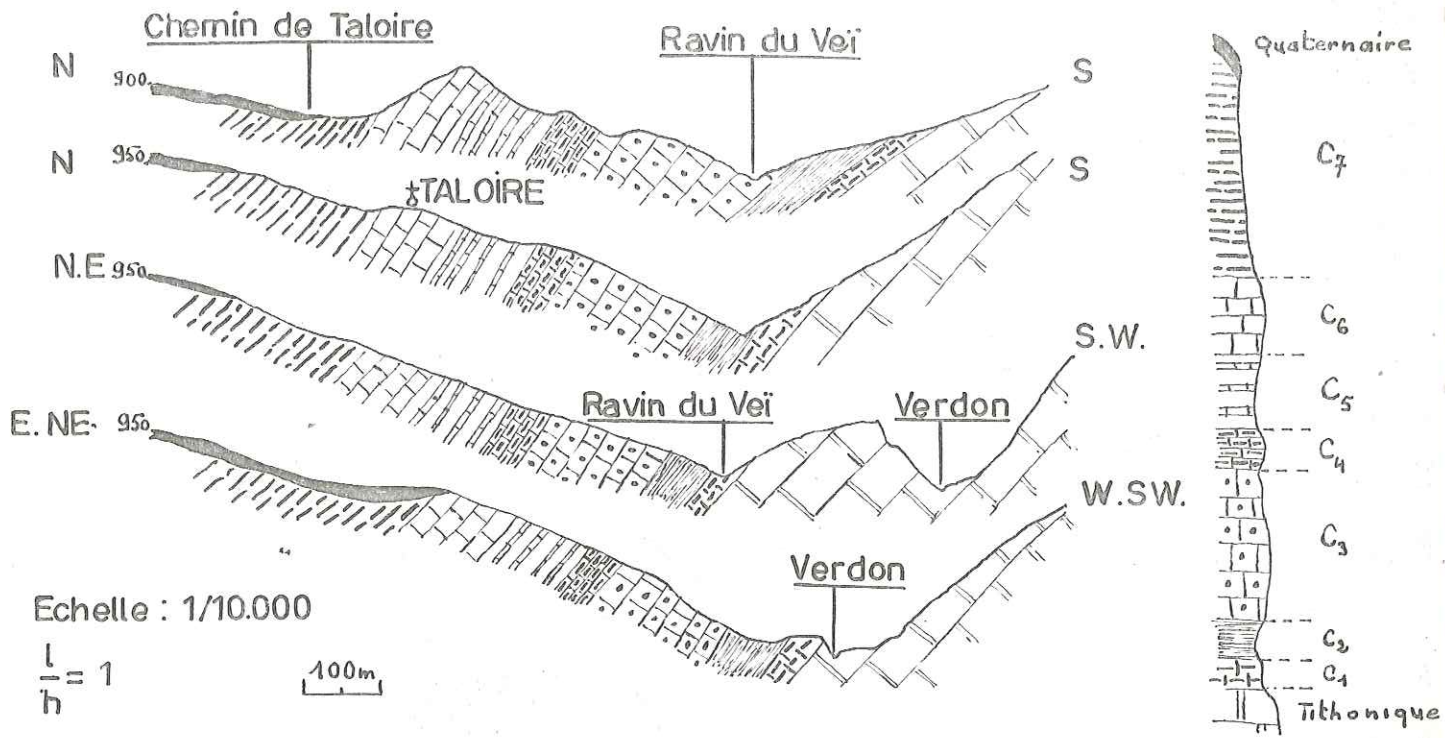 Chemin de Taloire
Ravin du Veï
N
900.
S
N
950.
TALOIRE
S
N.E 950.
S.W.
Ravin du Veï
Verdon
E. NE. 950.
W.SW.
Verdon
Echelle : 1/10.000
l/h = 1
100m
Quaternaire
C7
C6
C5
C4
C3
C2
C1
Tithonique